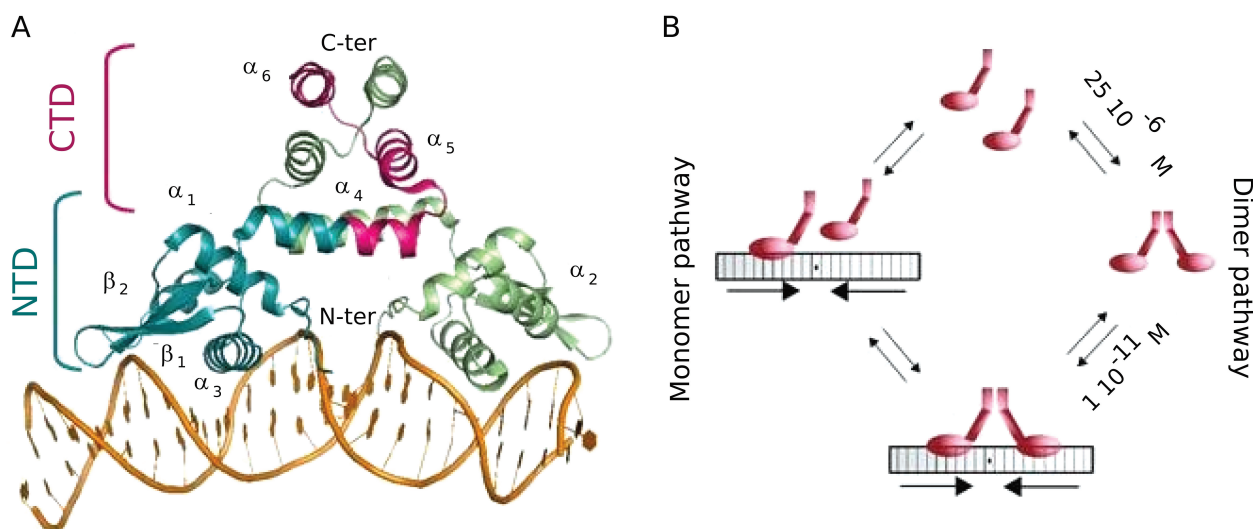 A
C-ter
α6
CTD
α5
α4
α1
NTD
α2
β2
N-ter
β1
α3
B
25 10 -6 M
Monomer pathway
Dimer pathway
1 10 -11 M